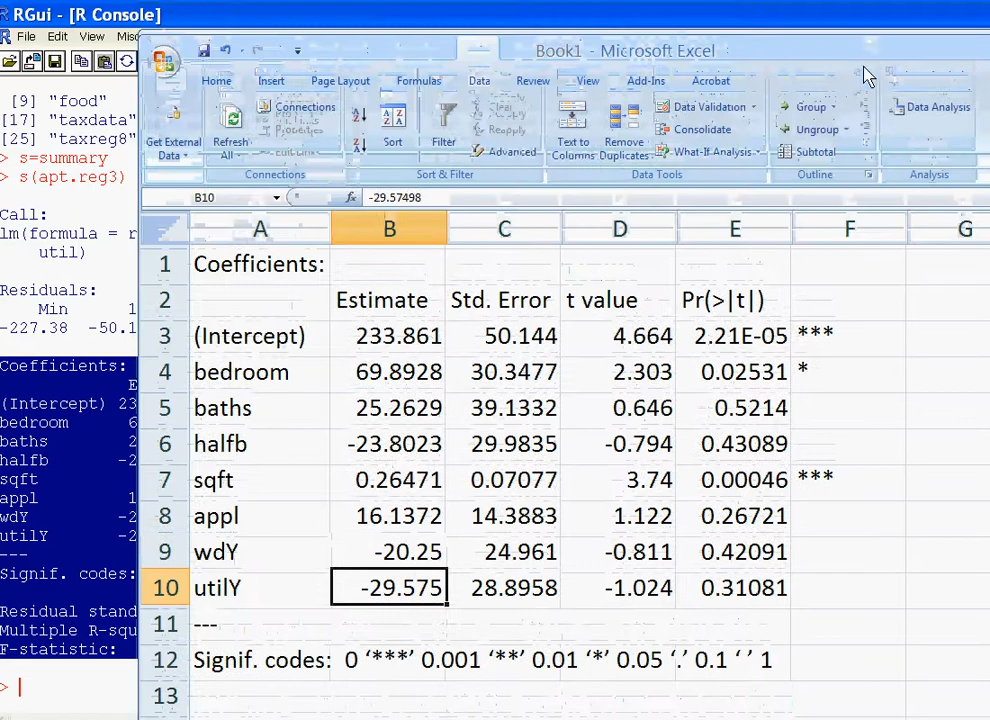 RGui - [R Console]
File Edit View Misc
[9] "food"
[17] "taxdata"
[25] "taxreg8"
> s=summary
> s(apt.reg3)
Call:
lm(formula = r
util)
Residuals:
Min 1
-227.38 -50.1
Coefficients:
E
(Intercept) 23
bedroom 6
baths 2
halfb -2
sqft
appl 1
wdY -2
utilY -2
---
Signif. codes:
Residual stand
Multiple R-squ
F-statistic:
>
Book1 - Microsoft Excel
Home Insert Page Layout Formulas Data Review View Add-Ins Acrobat
Get External Data
Refresh All
Connections
Properties
Edit Links
Connections
Sort
Filter
Clear
Reapply
Advanced
Sort & Filter
Text to Columns
Remove Duplicates
Data Validation
Consolidate
What-If Analysis
Data Tools
Group
Ungroup
Subtotal
Outline
Data Analysis
Analysis
B10 fx -29.57498
A B C D E F G
1 Coefficients:
2 Estimate Std. Error t value Pr(>|t|)
3 (Intercept) 233.861 50.144 4.664 2.21E-05 ***
4 bedroom 69.8928 30.3477 2.303 0.02531 *
5 baths 25.2629 39.1332 0.646 0.5214
6 halfb -23.8023 29.9835 -0.794 0.43089
7 sqft 0.26471 0.07077 3.74 0.00046 ***
8 appl 16.1372 14.3883 1.122 0.26721
9 wdY -20.25 24.961 -0.811 0.42091
10 utilY -29.575 28.8958 -1.024 0.31081
11 ---
12 Signif. codes: 0 ‘***’ 0.001 ‘**’ 0.01 ‘*’ 0.05 ‘.’ 0.1 ‘ ’ 1
13